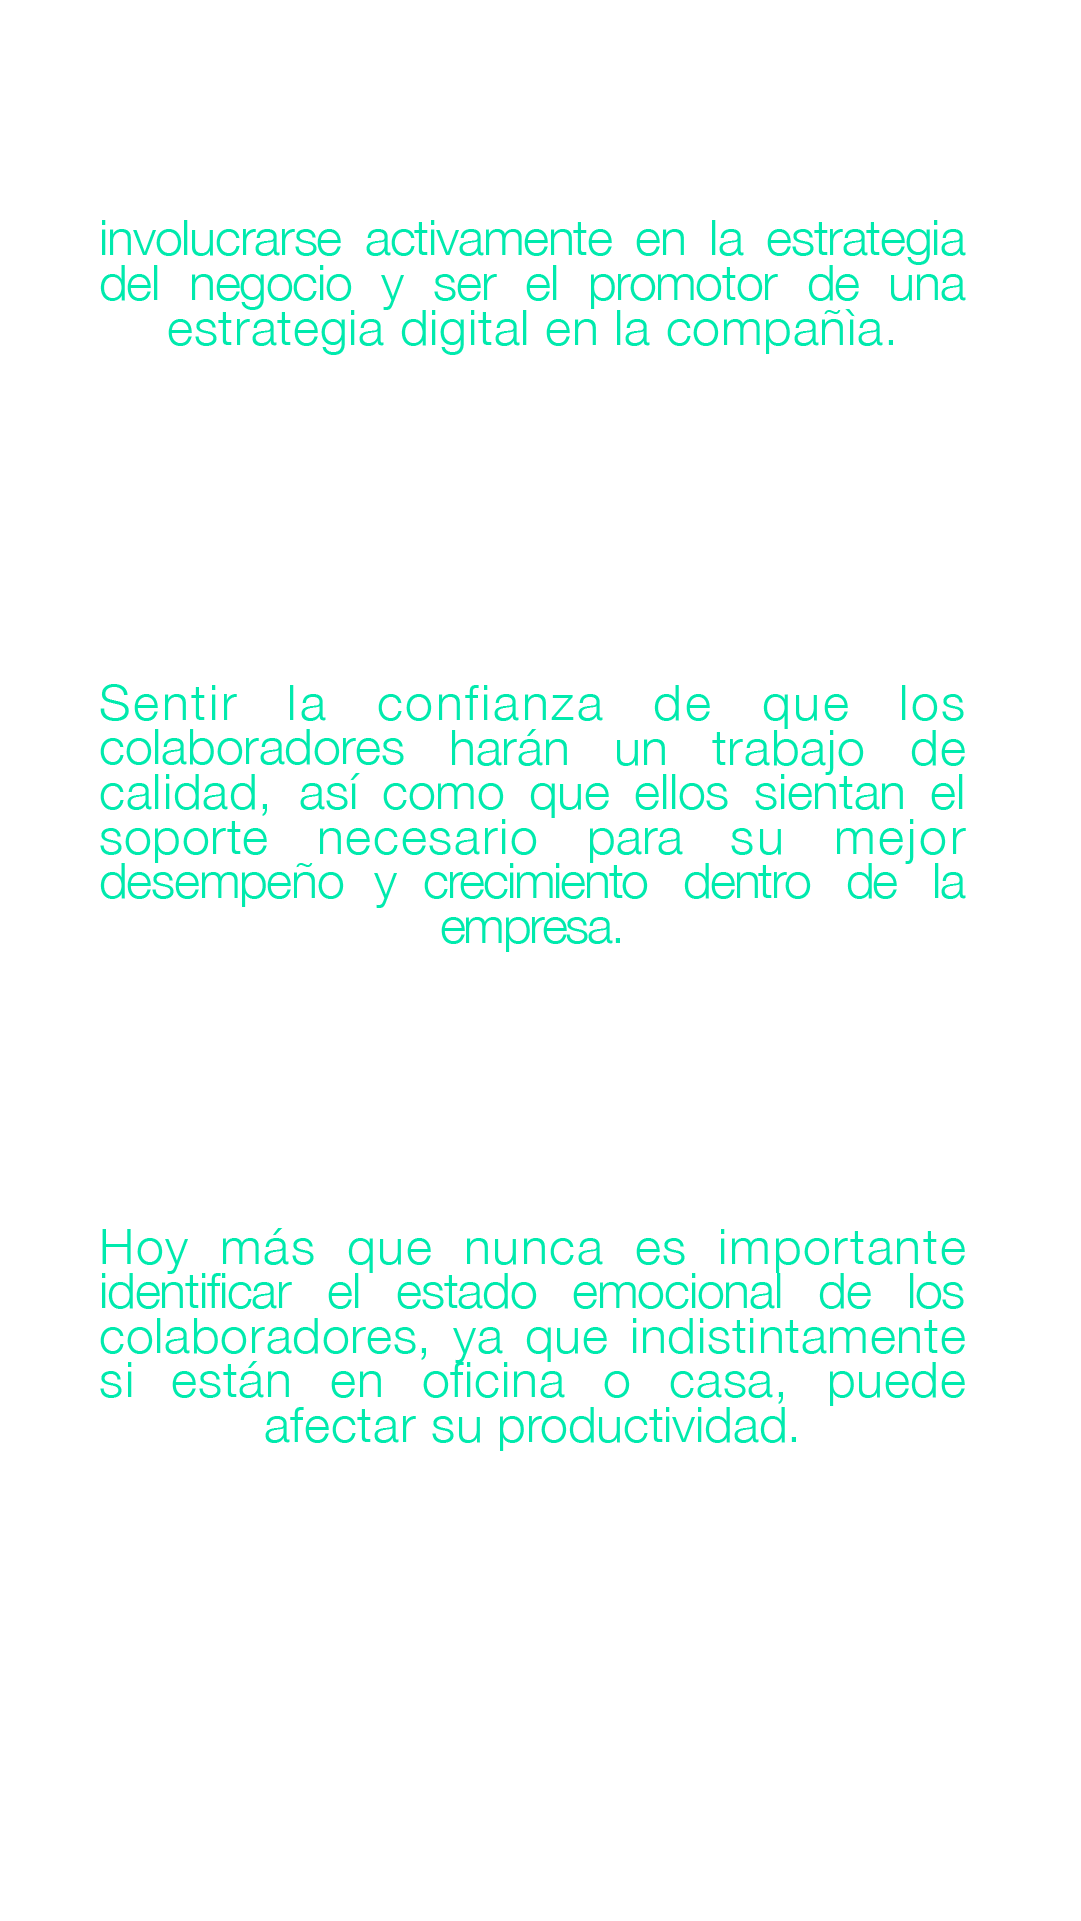 involucrarse activamente en la estrategia
del negocio y ser el promotor de una
estrategia digital en la compañìa.
Sentir la confianza de que los
colaboradores harán un trabajo de
calidad, así como que ellos sientan el
soporte necesario para su mejor
desempeño y crecimiento dentro de la
empresa.
Hoy más que nunca es importante
identificar el estado emocional de los
colaboradores, ya que indistintamente
si están en oficina o casa, puede
afectar su productividad.